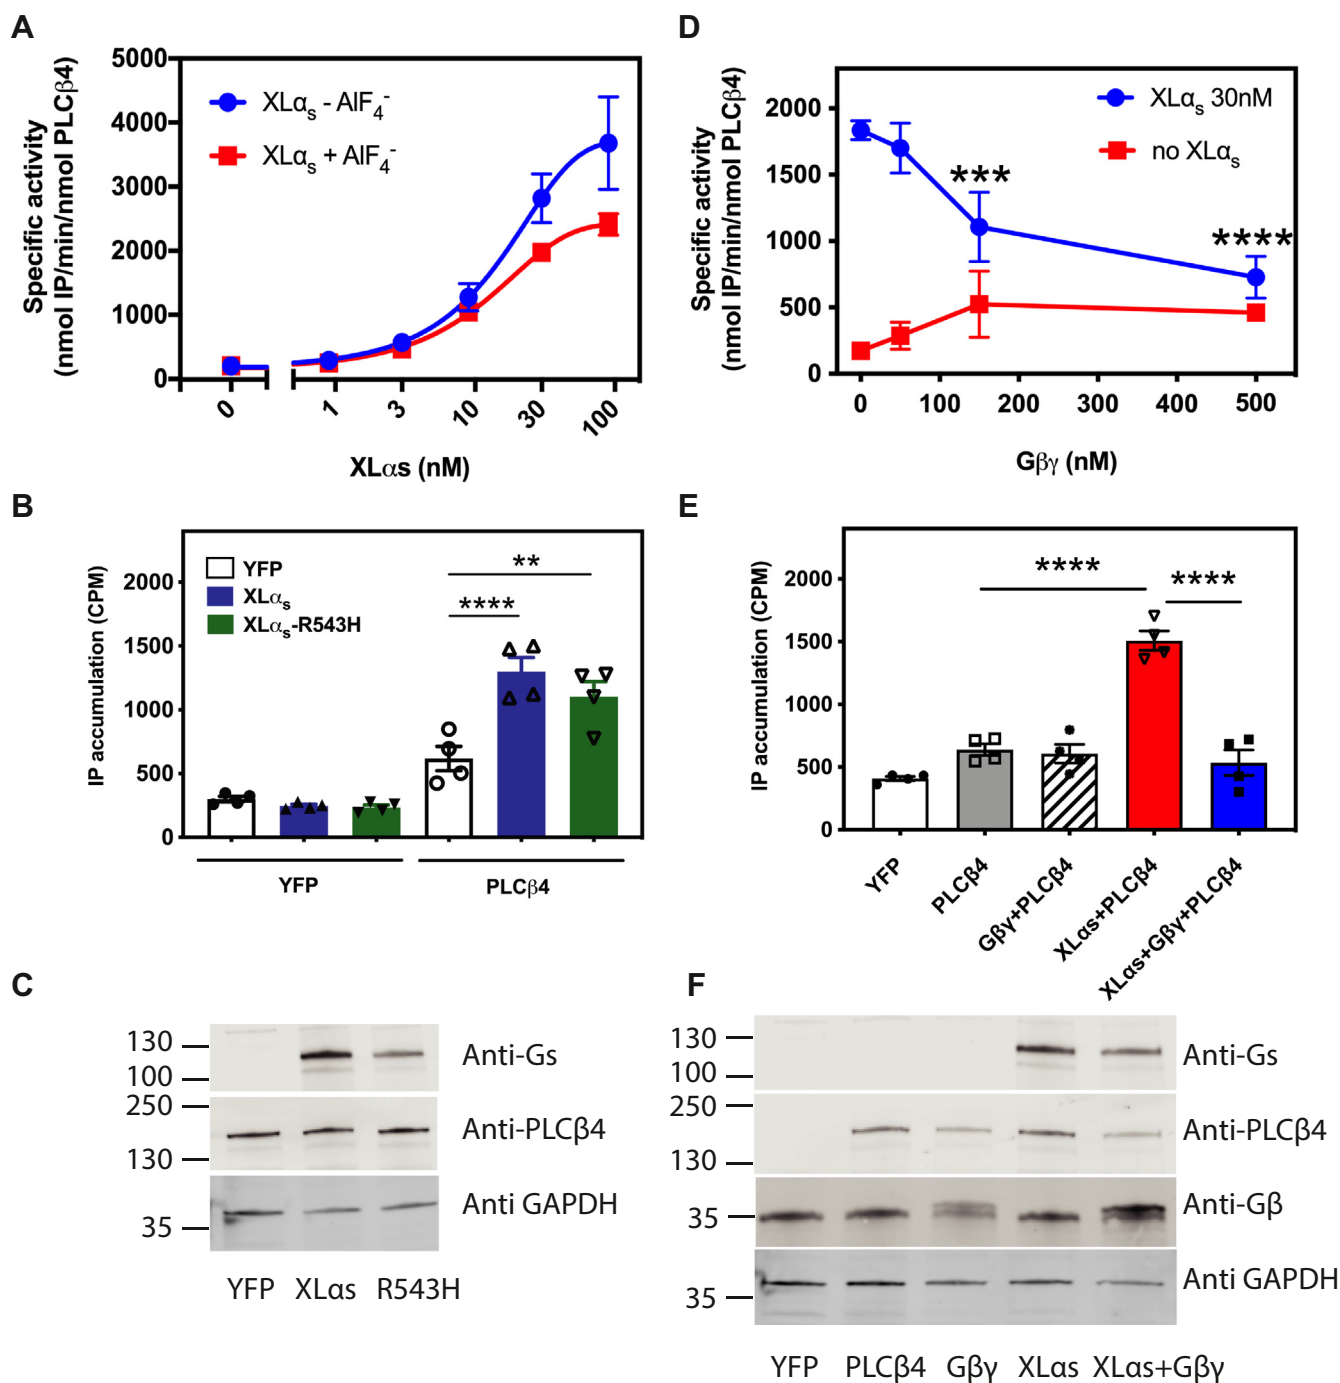 A
Specific activity
(nmol IP/min/nmol PLCβ4)
5000
4000
3000
2000
1000
0
XLαs - AlF4-
XLαs + AlF4-
0
1
3
10
30
100
XLαs (nM)
D
Specific activity
(nmol IP/min/nmol PLCβ4)
2000
1500
1000
500
0
XLαs 30nM
no XLαs
***
****
0
100
200
300
400
500
Gβγ (nM)
B
IP accumulation (CPM)
2000
1500
1000
500
0
YFP
XLαs
XLαs-R543H
**
****
YFP
PLCβ4
E
IP accumulation (CPM)
2000
1500
1000
500
0
****
****
YFP
PLCβ4
Gβγ+PLCβ4
XLαs+PLCβ4
XLαs+Gβγ+PLCβ4
C
130
100
Anti-Gs
250
130
Anti-PLCβ4
35
Anti GAPDH
YFP XLαs R543H
F
130
100
Anti-Gs
250
130
Anti-PLCβ4
35
Anti-Gβ
35
Anti GAPDH
YFP PLCβ4 Gβγ XLαs XLαs+Gβγ